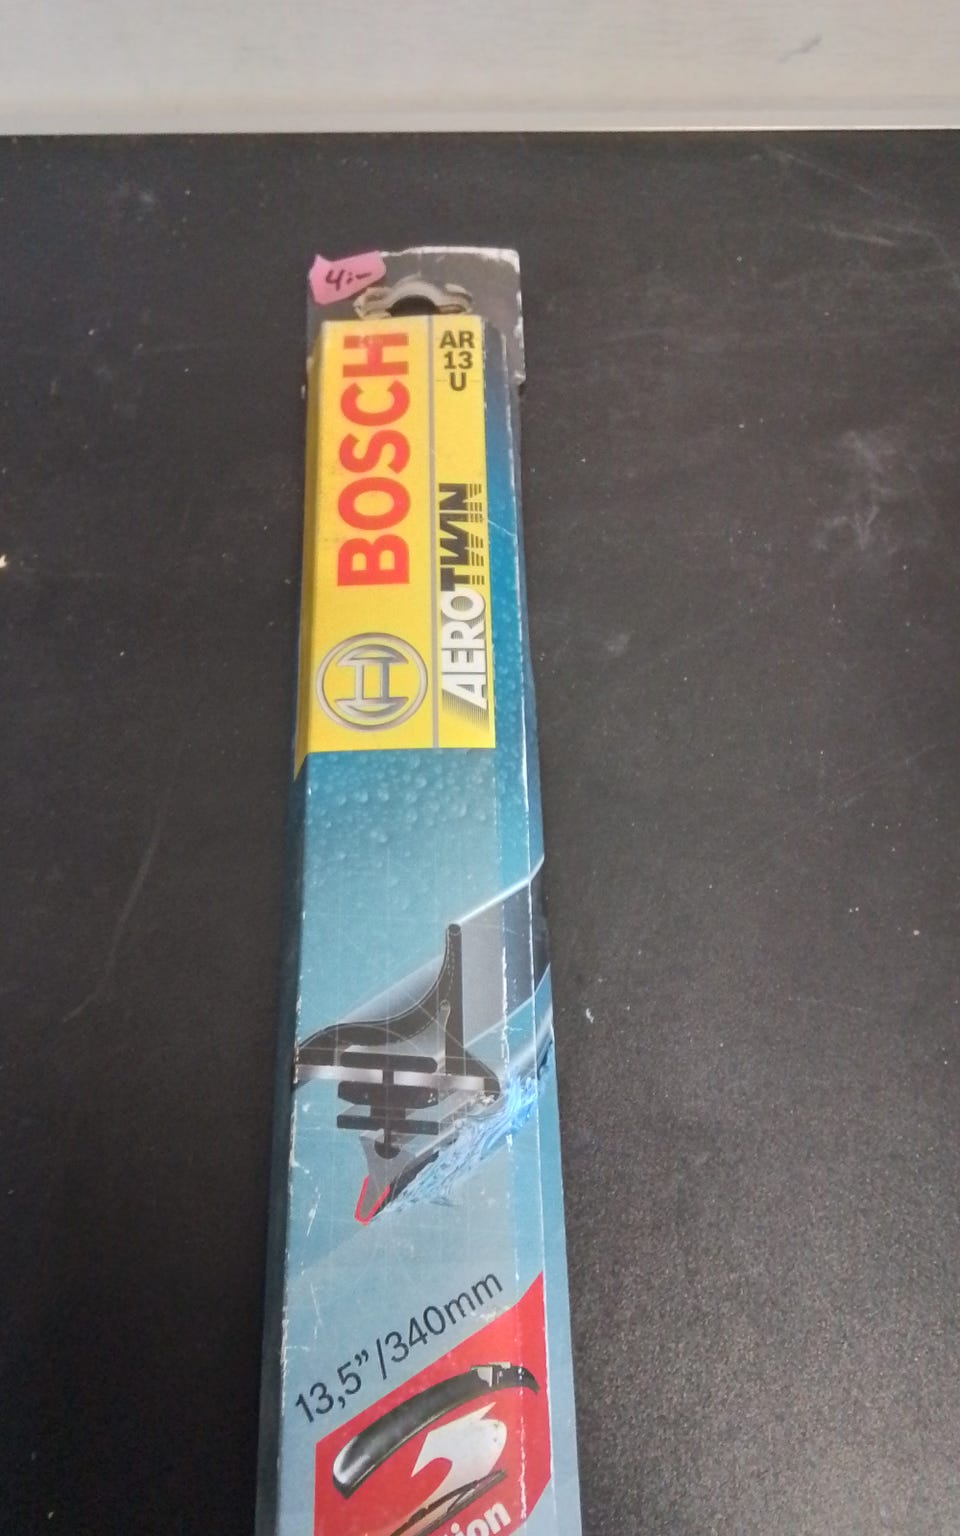 4:-
BOSCH
AR
13
U
AEROTWIN
13,5”/340mm